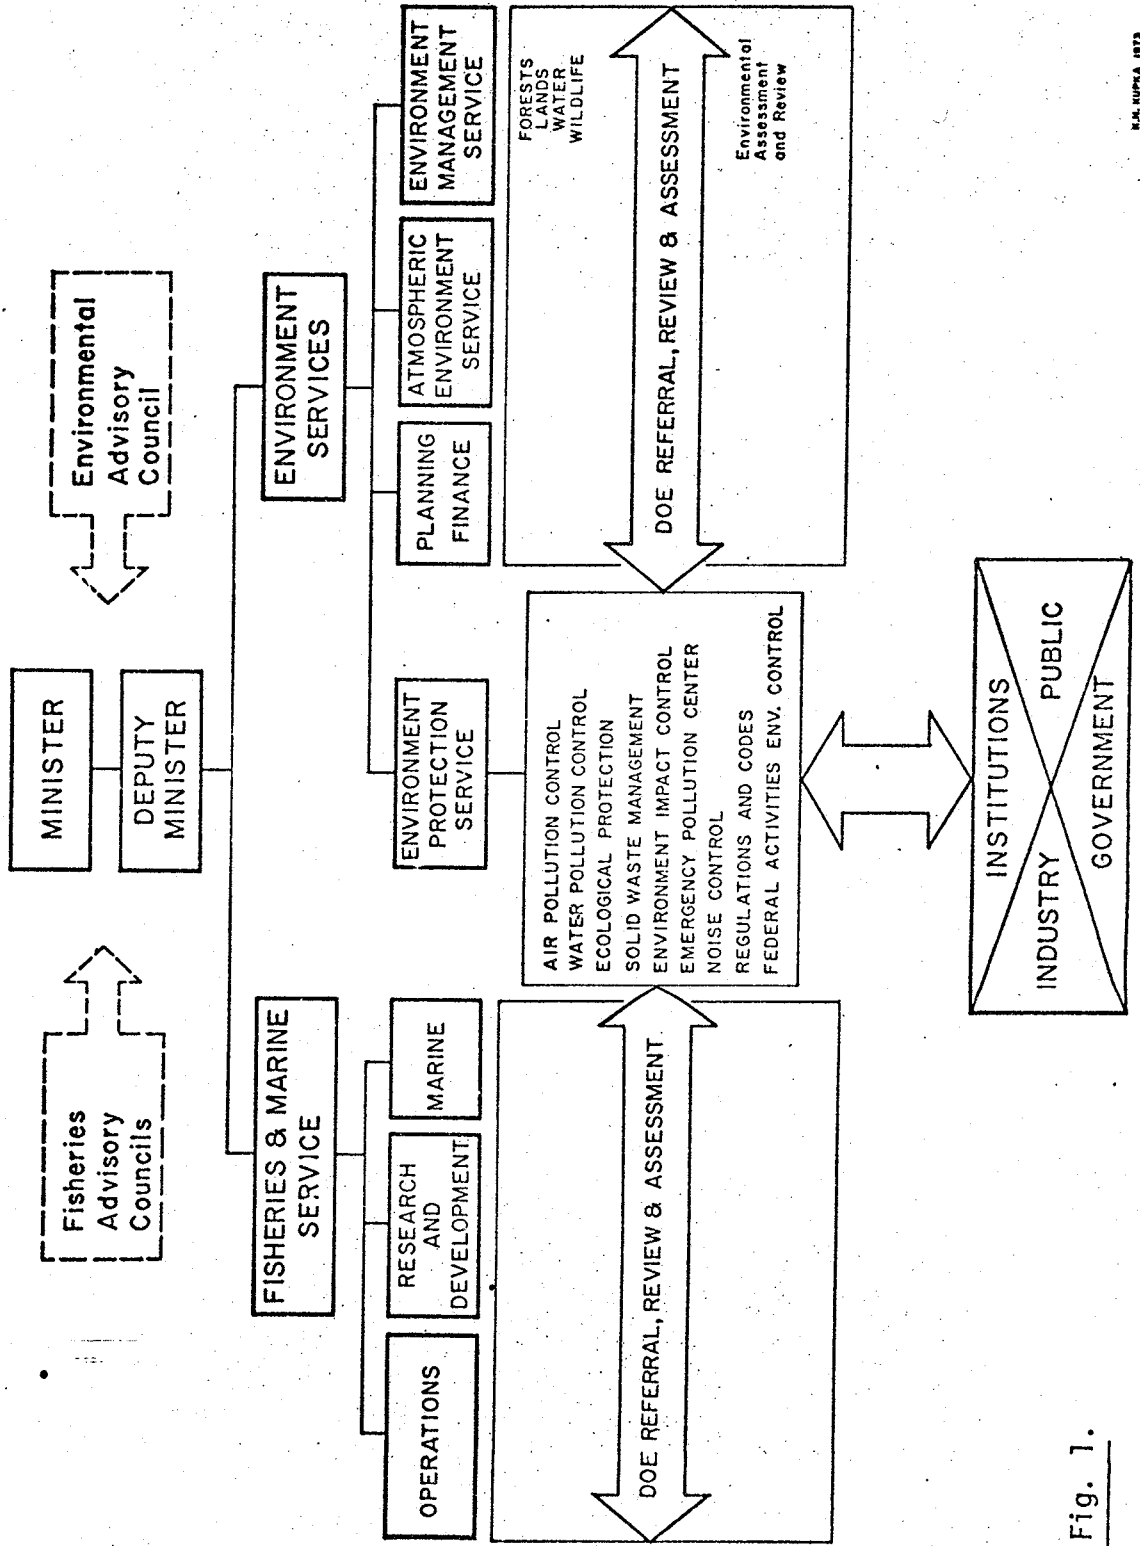 MINISTER
DEPUTY
MINISTER
Fisheries
Advisory
Councils
Environmental
Advisory
Council
FISHERIES & MARINE
SERVICE
ENVIRONMENT
SERVICES
OPERATIONS
RESEARCH
AND
DEVELOPMENT
MARINE
ENVIRONMENT
PROTECTION
SERVICE
PLANNING
FINANCE
ATMOSPHERIC
ENVIRONMENT
SERVICE
ENVIRONMENT
MANAGEMENT
SERVICE
DOE REFERRAL, REVIEW & ASSESSMENT
AIR POLLUTION CONTROL
WATER POLLUTION CONTROL
ECOLOGICAL PROTECTION
SOLID WASTE MANAGEMENT
ENVIRONMENT IMPACT CONTROL
EMERGENCY POLLUTION CENTER
NOISE CONTROL
REGULATIONS AND CODES
FEDERAL ACTIVITIES ENV. CONTROL
FORESTS
LANDS
WATER
WILDLIFE
DOE REFERRAL, REVIEW & ASSESSMENT
Environmental
Assessment
and Review
INSTITUTIONS
INDUSTRY
PUBLIC
GOVERNMENT
Fig. 1.
KUPKA 1973